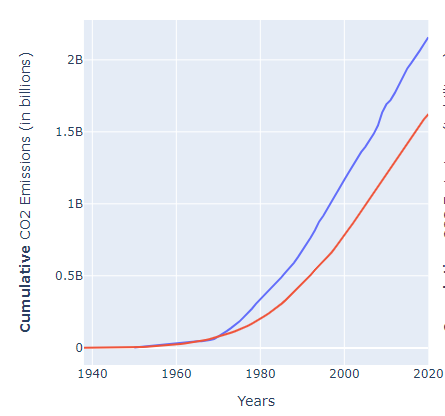 Cumulative CO2 Emissions (in billions)
2B
1.5B
1B
0.5B
0
1940
1960
1980
2000
2020
Years